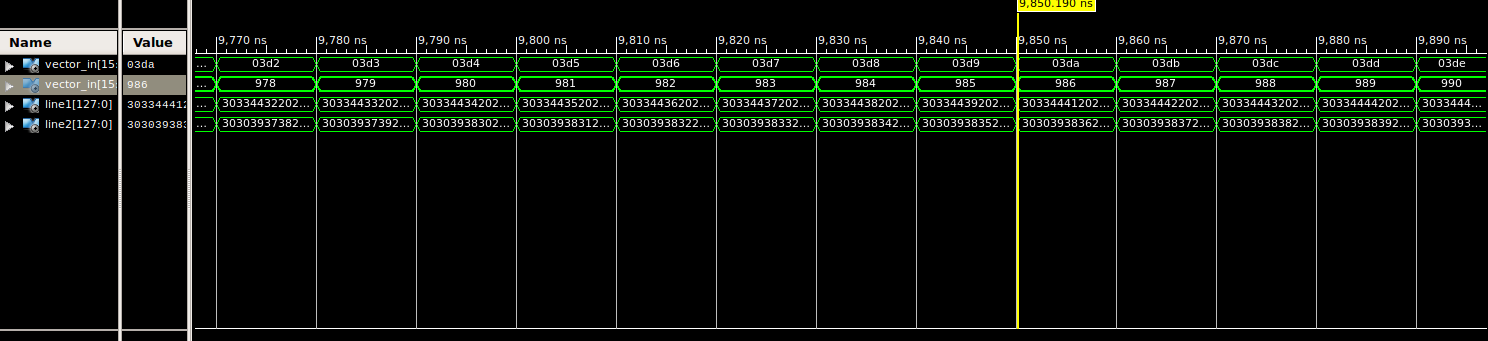 9,850.190 ns
Name Value 9,770 ns 9,780 ns 9,790 ns 9,800 ns 9,810 ns 9,820 ns 9,830 ns 9,840 ns 9,850 ns 9,860 ns 9,870 ns 9,880 ns 9,890 ns
vector_in[15: 03da ... 03d2 03d3 03d4 03d5 03d6 03d7 03d8 03d9 03da 03db 03dc 03dd 03de
vector_in[15: 986 ... 978 979 980 981 982 983 984 985 986 987 988 989 990
line1[127:0] 303344412 ... 30334432202... 30334433202... 30334434202... 30334435202... 30334436202... 30334437202... 30334438202... 30334439202... 30334441202... 30334442202... 30334443202... 30334444202... 3033444...
line2[127:0] 303039383 ... 30303937382... 30303937392... 30303938302... 30303938312... 30303938322... 30303938332... 30303938342... 30303938352... 30303938362... 30303938372... 30303938382... 30303938392... 3030393...